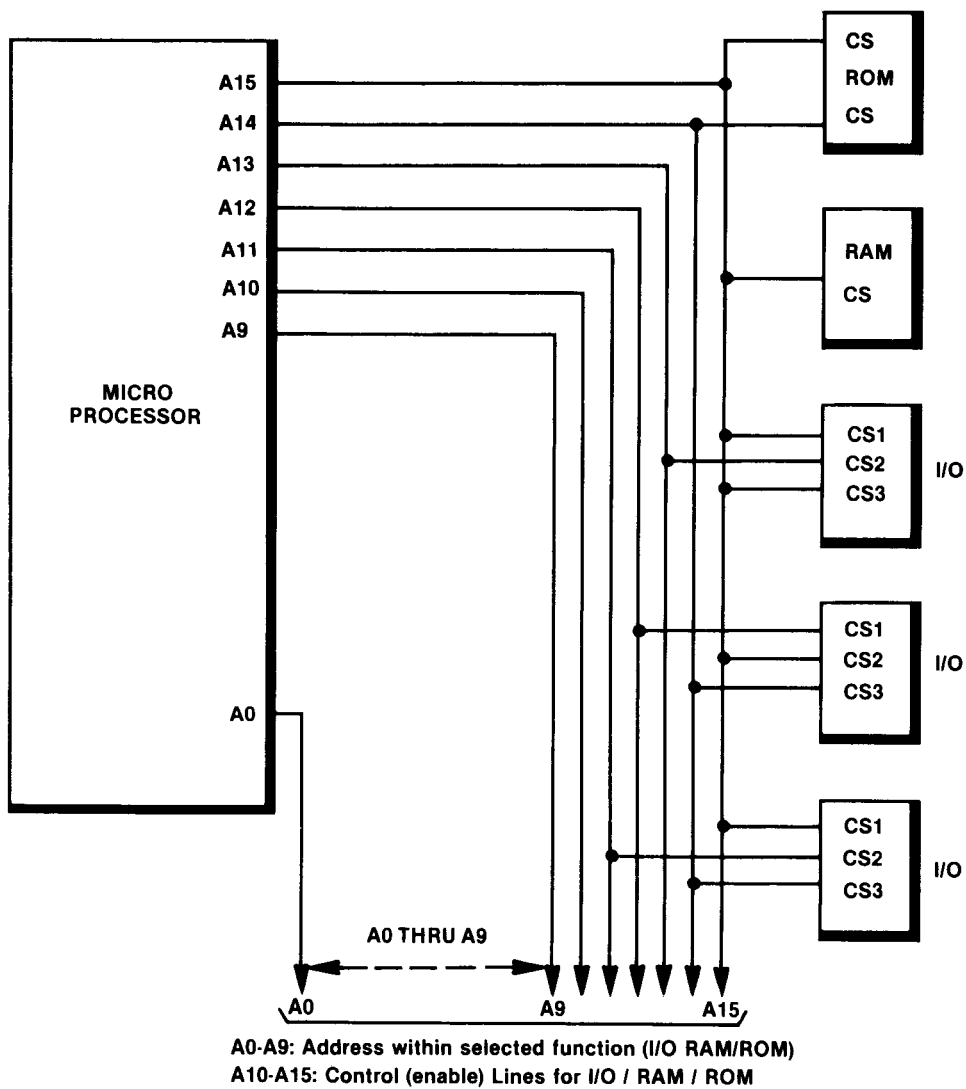 A15
A14
A13
A12
A11
A10
A9
MICRO
PROCESSOR
A0
CS
ROM
CS
RAM
CS
CS1
CS2
CS3
I/O
CS1
CS2
CS3
I/O
CS1
CS2
CS3
I/O
A0 THRU A9
A0 A9 A15
A0-A9: Address within selected function (I/O RAM/ROM)
A10-A15: Control (enable) Lines for I/O / RAM / ROM